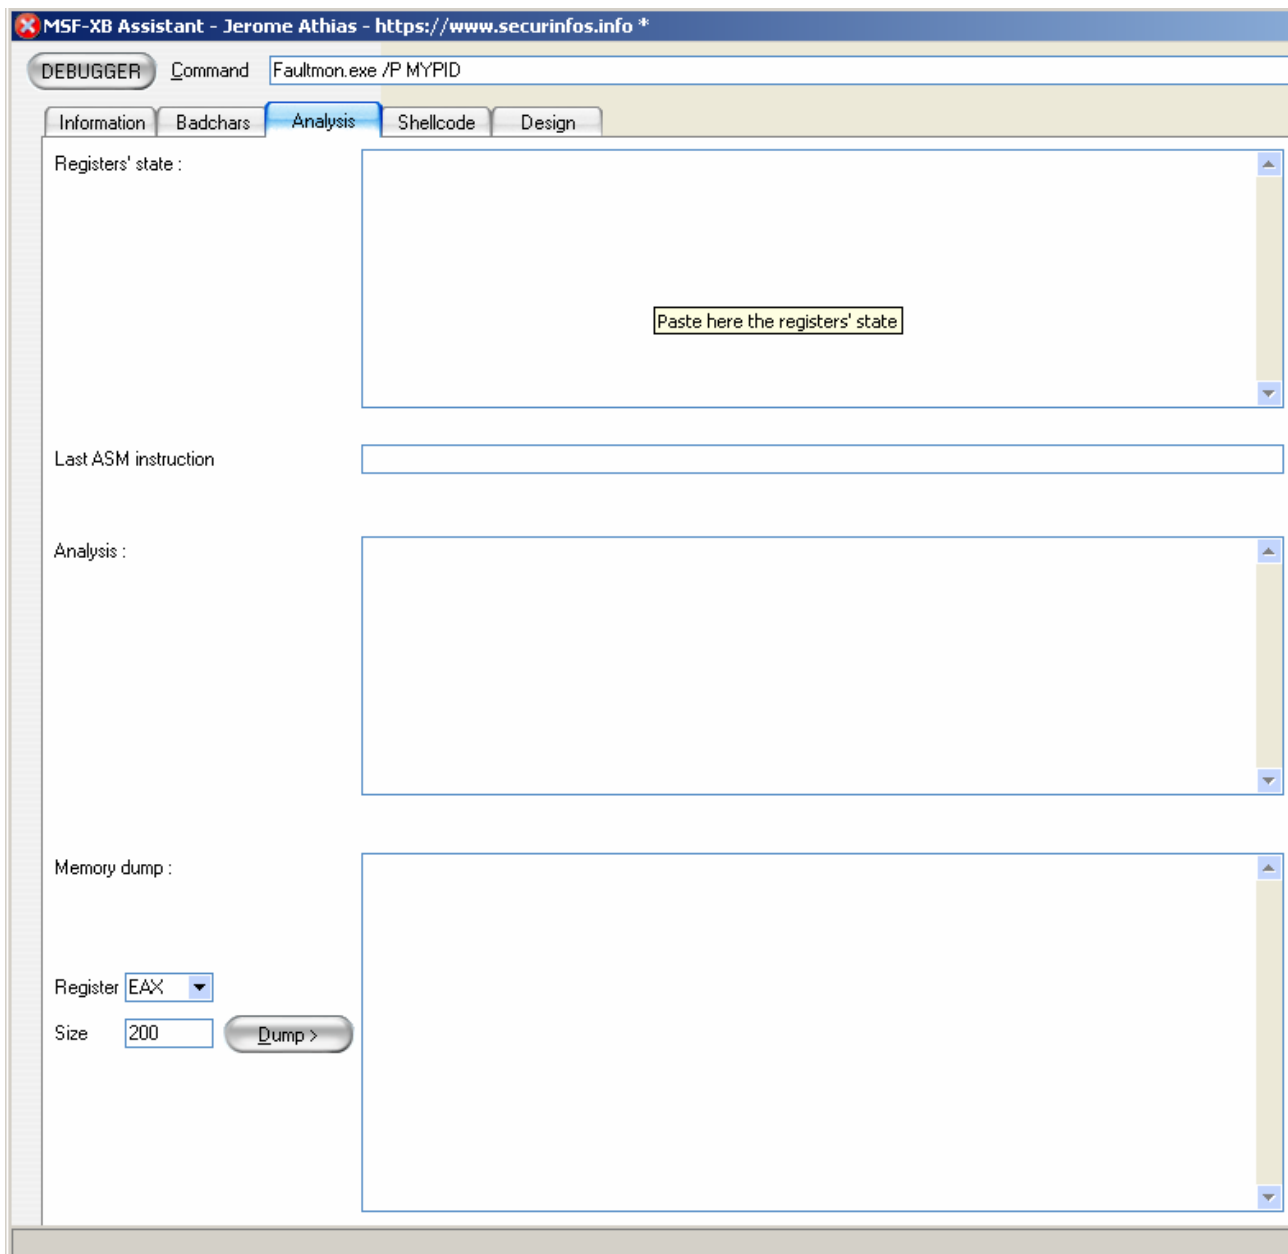 MSF-XB Assistant - Jerome Athias - https://www.securinfos.info *
DEBUGGER Command Faultmon.exe /P MYPID
Information Badchars Analysis Shellcode Design
Registers' state :
Paste here the registers' state
Last ASM instruction
Analysis :
Memory dump :
Register EAX
Size 200 Dump >